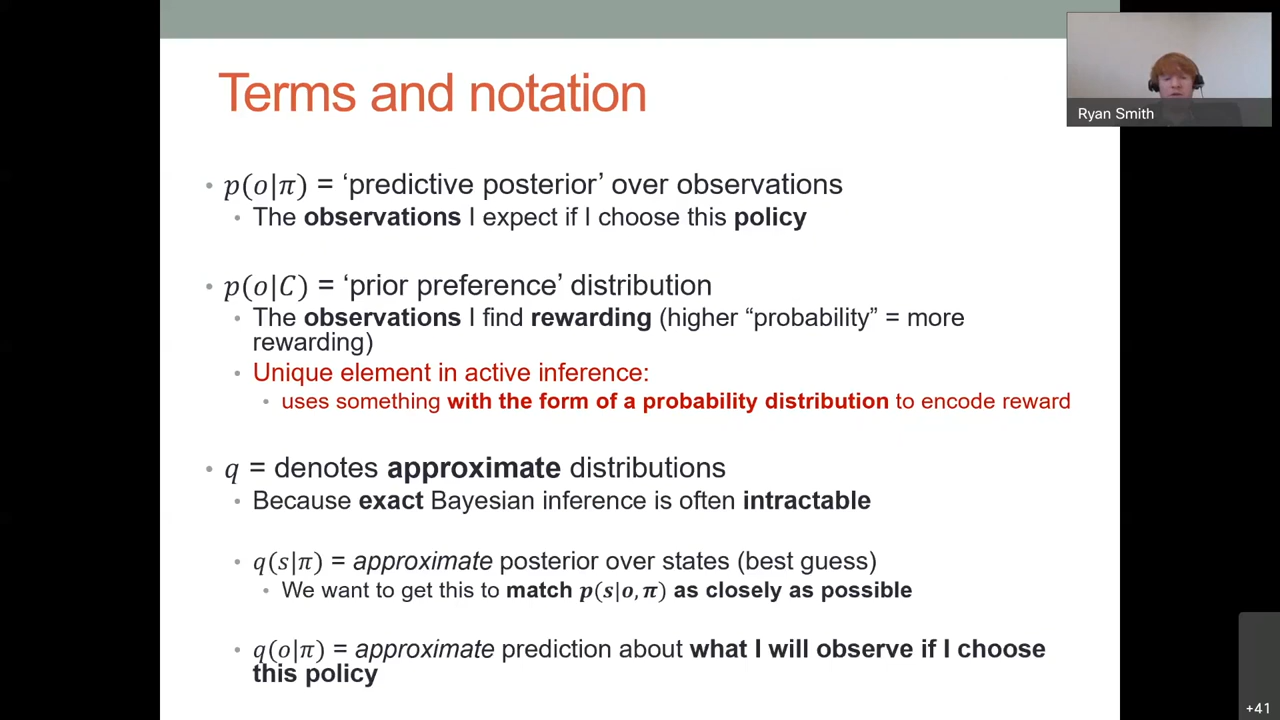 Terms and notation
Ryan Smith
• p(o|π) = ‘predictive posterior’ over observations
• The observations I expect if I choose this policy
• p(o|C) = ‘prior preference’ distribution
• The observations I find rewarding (higher “probability” = more
rewarding)
• Unique element in active inference:
• uses something with the form of a probability distribution to encode reward
• q = denotes approximate distributions
• Because exact Bayesian inference is often intractable
• q(s|π) = approximate posterior over states (best guess)
• We want to get this to match p(s|o, π) as closely as possible
• q(o|π) = approximate prediction about what I will observe if I choose
this policy
+41